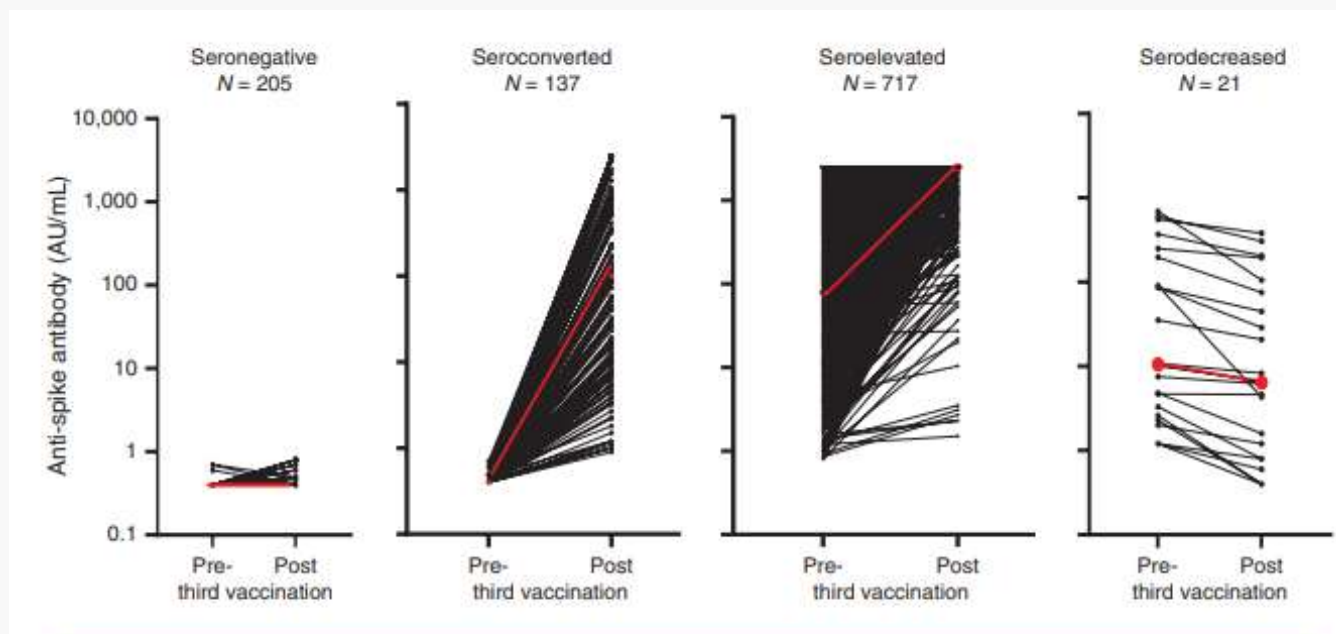 Seronegative
N = 205
Seroconverted
N = 137
Seroelevated
N = 717
Serodecreased
N = 21
Anti-spike antibody (AU/mL)
10,000
1,000
100
10
1
0.1
Pre- Post
third vaccination
Pre- Post
third vaccination
Pre- Post
third vaccination
Pre- Post
third vaccination